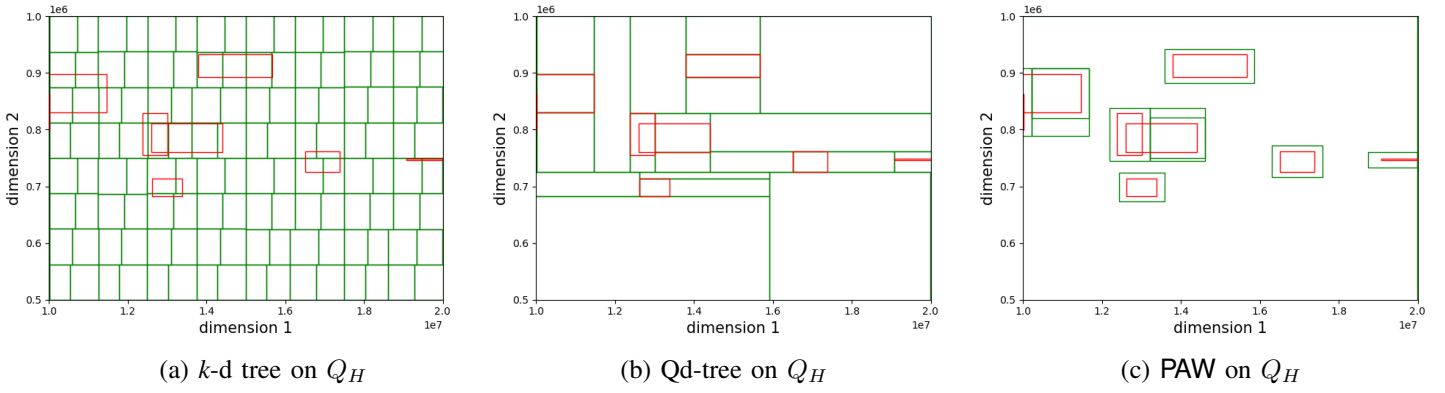 1e6
1.0
0.9
0.8
0.7
0.6
0.5
dimension 2
1.0 1.2 1.4 1.6 1.8 2.0
dimension 1
1e7
(a) k-d tree on Q_H
1e6
1.0
0.9
0.8
0.7
0.6
0.5
dimension 2
1.0 1.2 1.4 1.6 1.8 2.0
dimension 1
1e7
(b) Qd-tree on Q_H
1e6
1.0
0.9
0.8
0.7
0.6
0.5
dimension 2
1.0 1.2 1.4 1.6 1.8 2.0
dimension 1
1e7
(c) PAW on Q_H